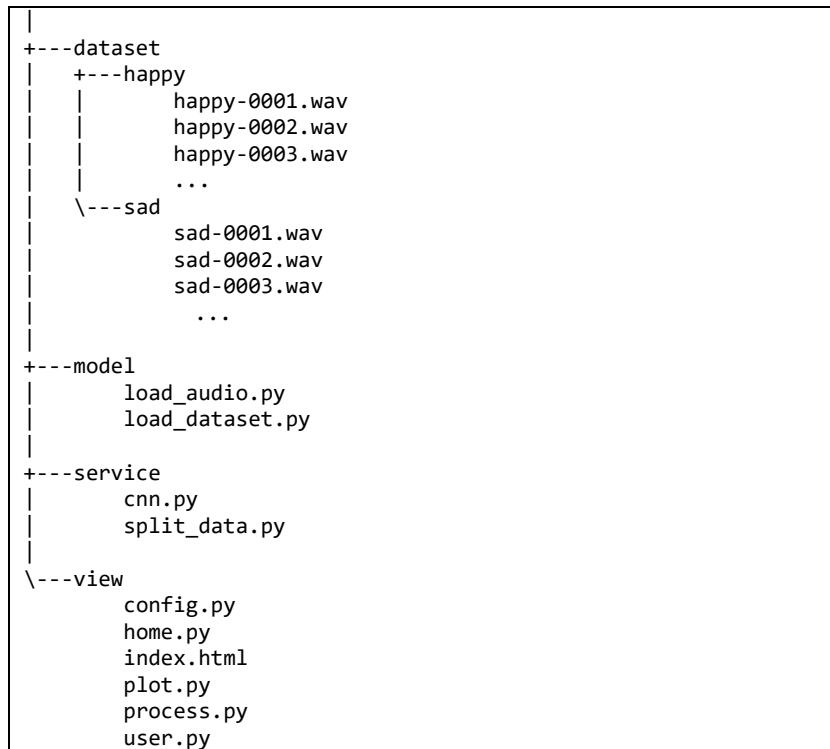 |
+---dataset
|   +---happy
|   |       happy-0001.wav
|   |       happy-0002.wav
|   |       happy-0003.wav
|   |       ...
|   \---sad
|           sad-0001.wav
|           sad-0002.wav
|           sad-0003.wav
|             ...
|
+---model
|       load_audio.py
|       load_dataset.py
|
+---service
|       cnn.py
|       split_data.py
|
\---view
        config.py
        home.py
        index.html
        plot.py
        process.py
        user.py